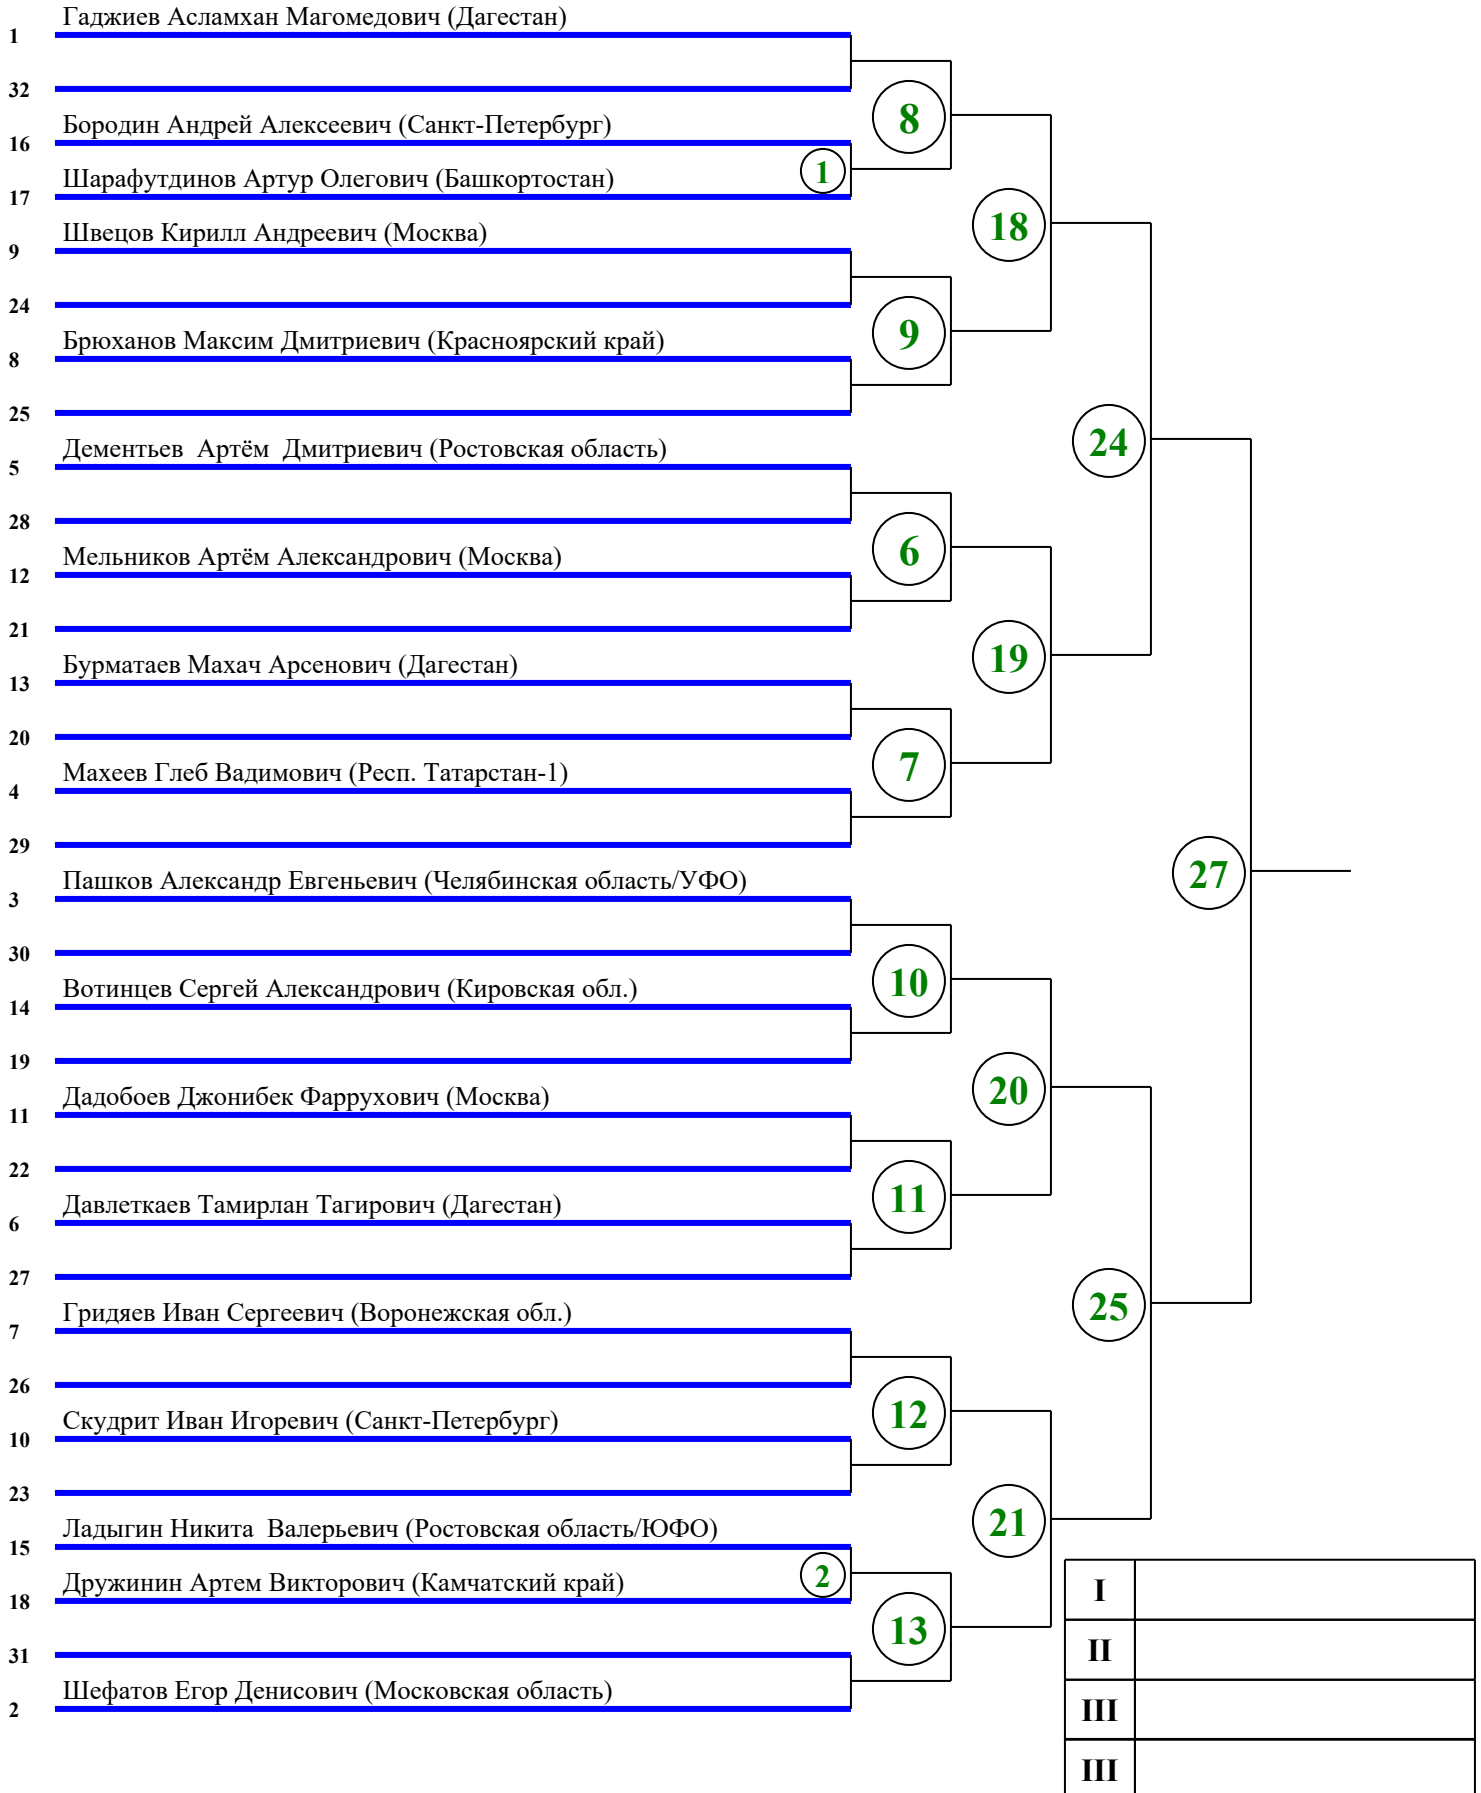 Гаджиев Асламхан Магомедович (Дагестан)
1
32
8
Бородин Андрей Алексеевич (Санкт-Петербург)
16
Шарафутдинов Артур Олегович (Башкортостан)
1
17
18
Швецов Кирилл Андреевич (Москва)
9
24
9
Брюханов Максим Дмитриевич (Красноярский край)
8
25
24
Дементьев  Артём  Дмитриевич (Ростовская область)
5
28
6
Мельников Артём Александрович (Москва)
12
21
19
Бурматаев Махач Арсенович (Дагестан)
13
20
7
Махеев Глеб Вадимович (Респ. Татарстан-1)
4
29
27
Пашков Александр Евгеньевич (Челябинская область/УФО)
3
30
10
Вотинцев Сергей Александрович (Кировская обл.)
14
19
20
Дадобоев Джонибек Фаррухович (Москва)
11
22
11
Давлеткаев Тамирлан Тагирович (Дагестан)
6
27
25
Гридяев Иван Сергеевич (Воронежская обл.)
7
26
12
Скудрит Иван Игоревич (Санкт-Петербург)
10
23
21
Ладыгин Никита  Валерьевич (Ростовская область/ЮФО)
15
Дружинин Артем Викторович (Камчатский край)
2
18
13
31
Шефатов Егор Денисович (Московская область)
2
I
II
III
III